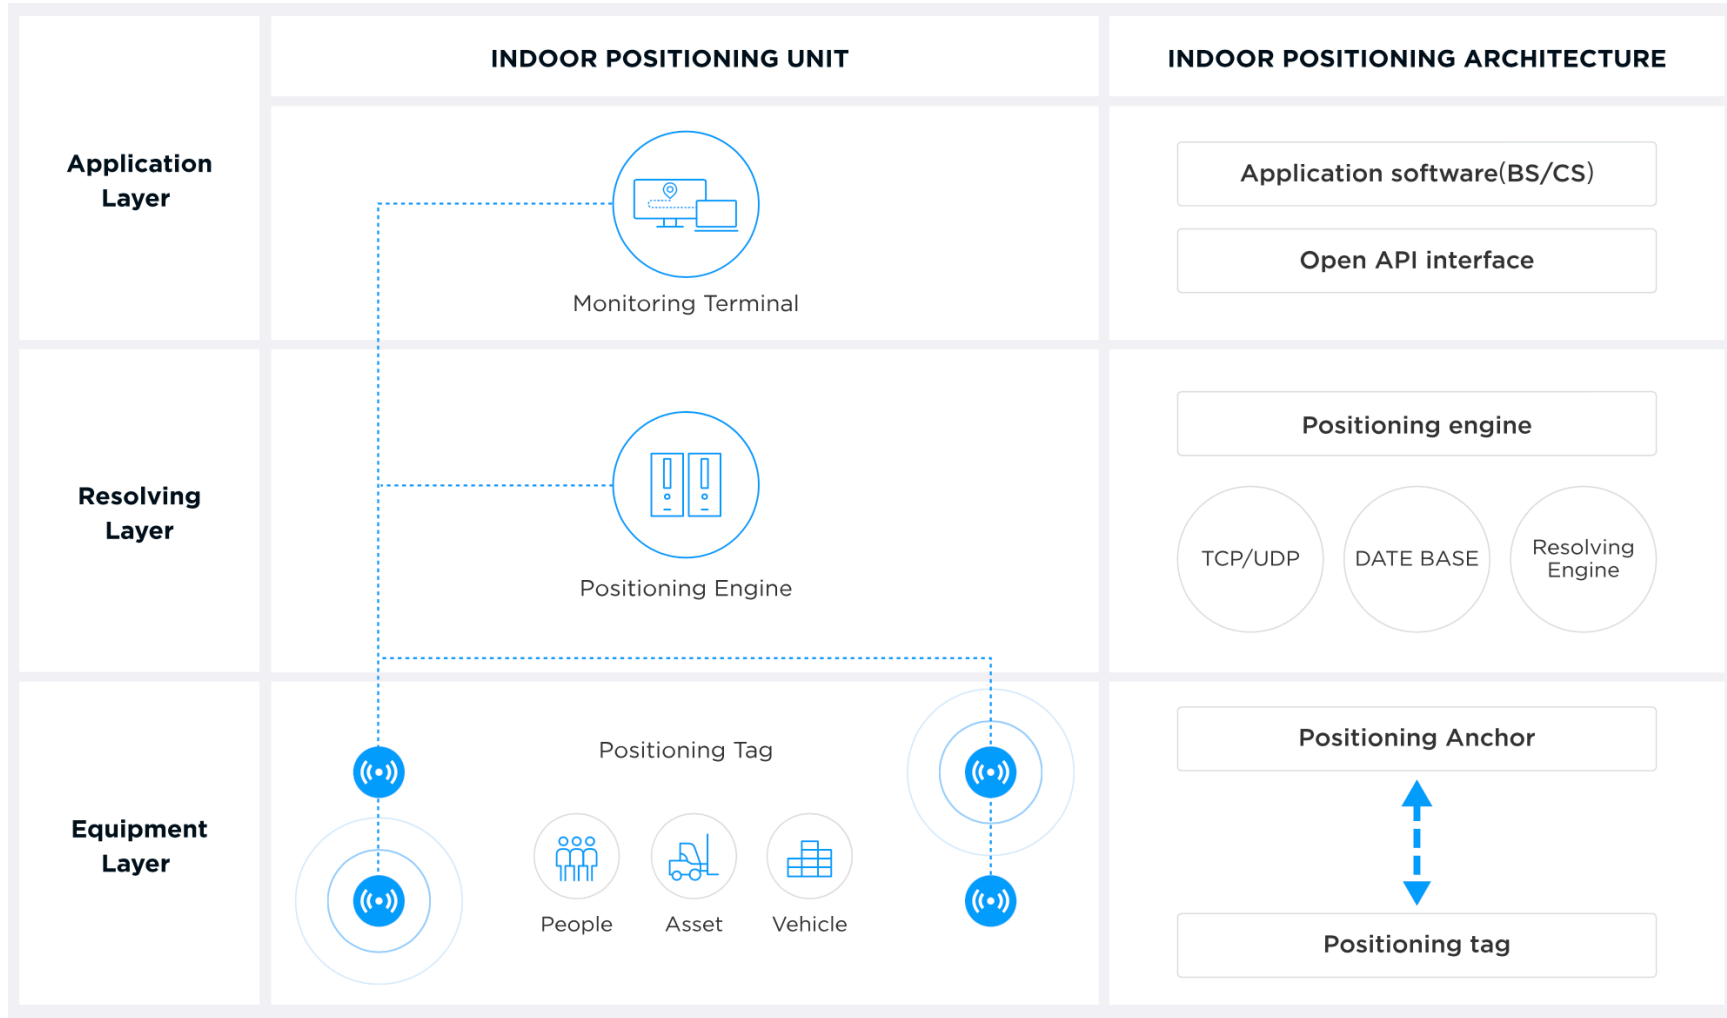 INDOOR POSITIONING UNIT
INDOOR POSITIONING ARCHITECTURE
Application
Layer
Monitoring Terminal
Application software(BS/CS)
Open API interface
Resolving
Layer
Positioning Engine
Positioning engine
TCP/UDP
DATE BASE
Resolving
Engine
Equipment
Layer
Positioning Tag
People
Asset
Vehicle
Positioning Anchor
Positioning tag